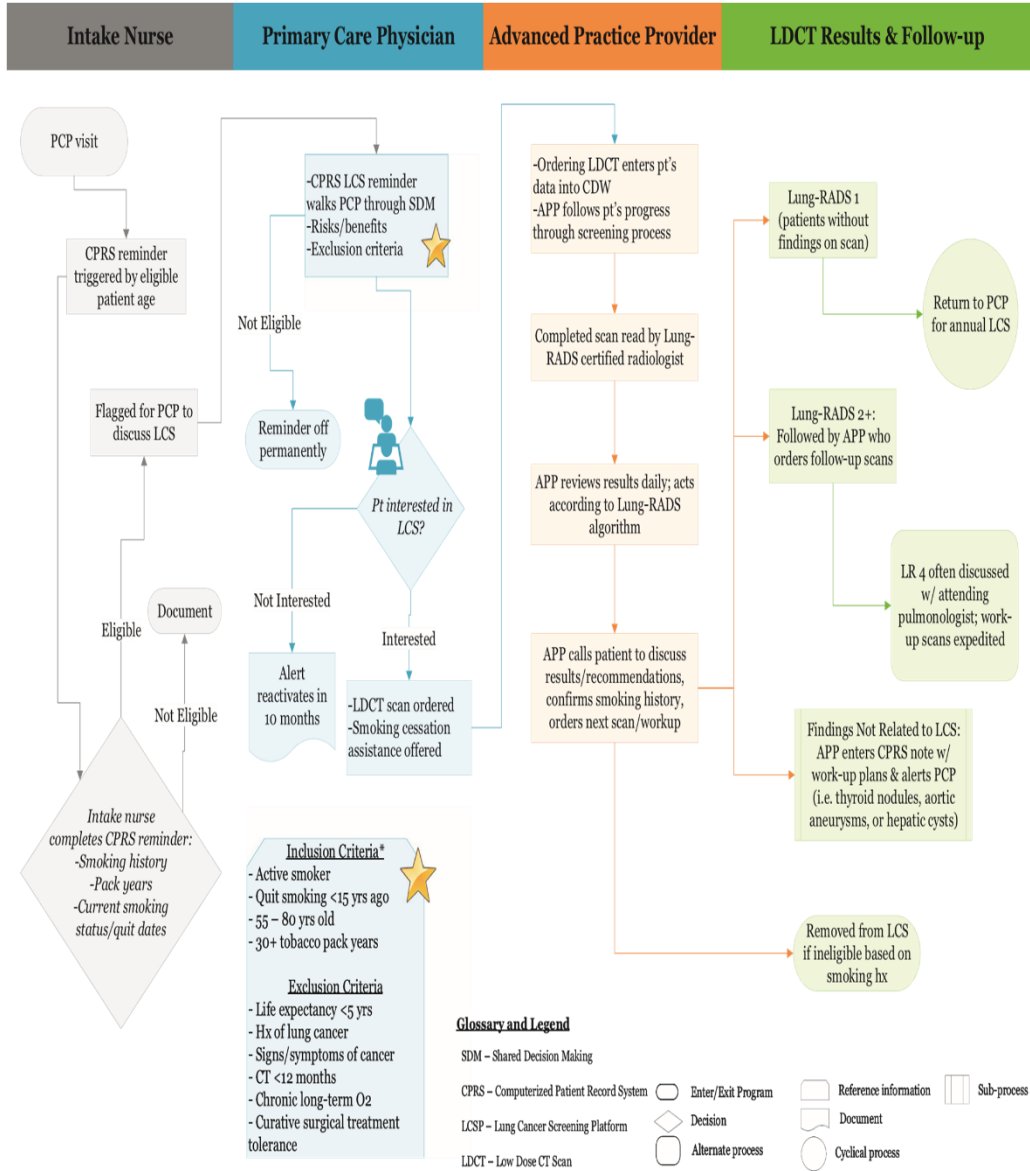 Intake Nurse
Primary Care Physician
Advanced Practice Provider
LDCT Results & Follow-up
PCP visit
CPRS reminder
triggered by eligible
patient age
Flagged for PCP to
discuss LCS
Eligible
Document
Not Eligible
Intake nurse
completes CPRS reminder:
-Smoking history
-Pack years
-Current smoking
status/quit dates
-CPRS LCS reminder
walks PCP through SDM
-Risks/benefits
-Exclusion criteria
Not Eligible
Reminder off
permanently
Pt interested in
LCS?
Not Interested
Interested
Alert
reactivates in
10 months
-LDCT scan ordered
-Smoking cessation
assistance offered
Inclusion Criteria*
- Active smoker
- Quit smoking <15 yrs ago
- 55 – 80 yrs old
- 30+ tobacco pack years
Exclusion Criteria
- Life expectancy <5 yrs
- Hx of lung cancer
- Signs/symptoms of cancer
- CT <12 months
- Chronic long-term O2
- Curative surgical treatment
tolerance
-Ordering LDCT enters pt's
data into CDW
-APP follows pt's progress
through screening process
Completed scan read by Lung-
RADS certified radiologist
APP reviews results daily; acts
according to Lung-RADS
algorithm
APP calls patient to discuss
results/recommendations,
confirms smoking history,
orders next scan/workup
Lung-RADS 1
(patients without
findings on scan)
Return to PCP
for annual LCS
Lung-RADS 2+:
Followed by APP who
orders follow-up scans
LR 4 often discussed
w/ attending
pulmonologist; work-
up scans expedited
Findings Not Related to LCS:
APP enters CPRS note w/
work-up plans & alerts PCP
(i.e. thyroid nodules, aortic
aneurysms, or hepatic cysts)
Removed from LCS
if ineligible based on
smoking hx
Glossary and Legend
SDM – Shared Decision Making
CPRS – Computerized Patient Record System
LCSP – Lung Cancer Screening Platform
LDCT – Low Dose CT Scan
Enter/Exit Program
Decision
Alternate process
Reference information
Document
Cyclical process
Sub-process